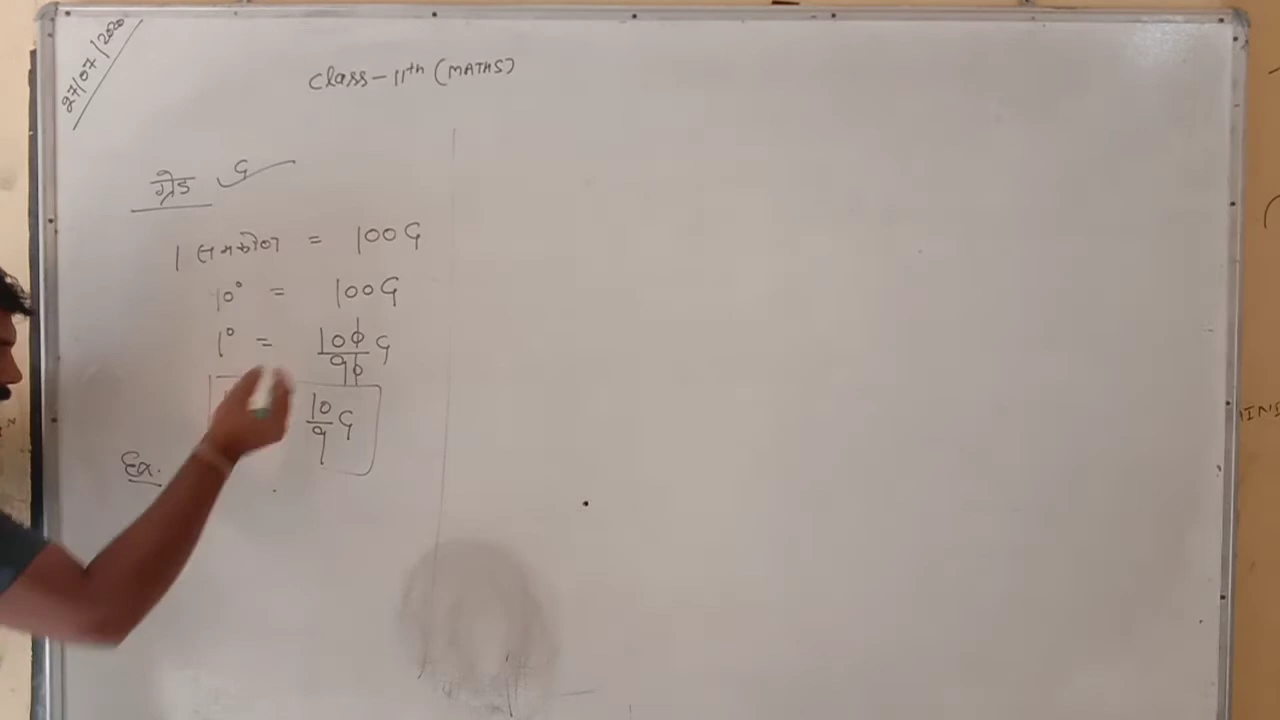 27/07/2020
Class - 11th (MATHS)
ग्रेड G
1 समकोण = 100G
90° = 100G
1° = 100/90 G
10/9 G
Ex.